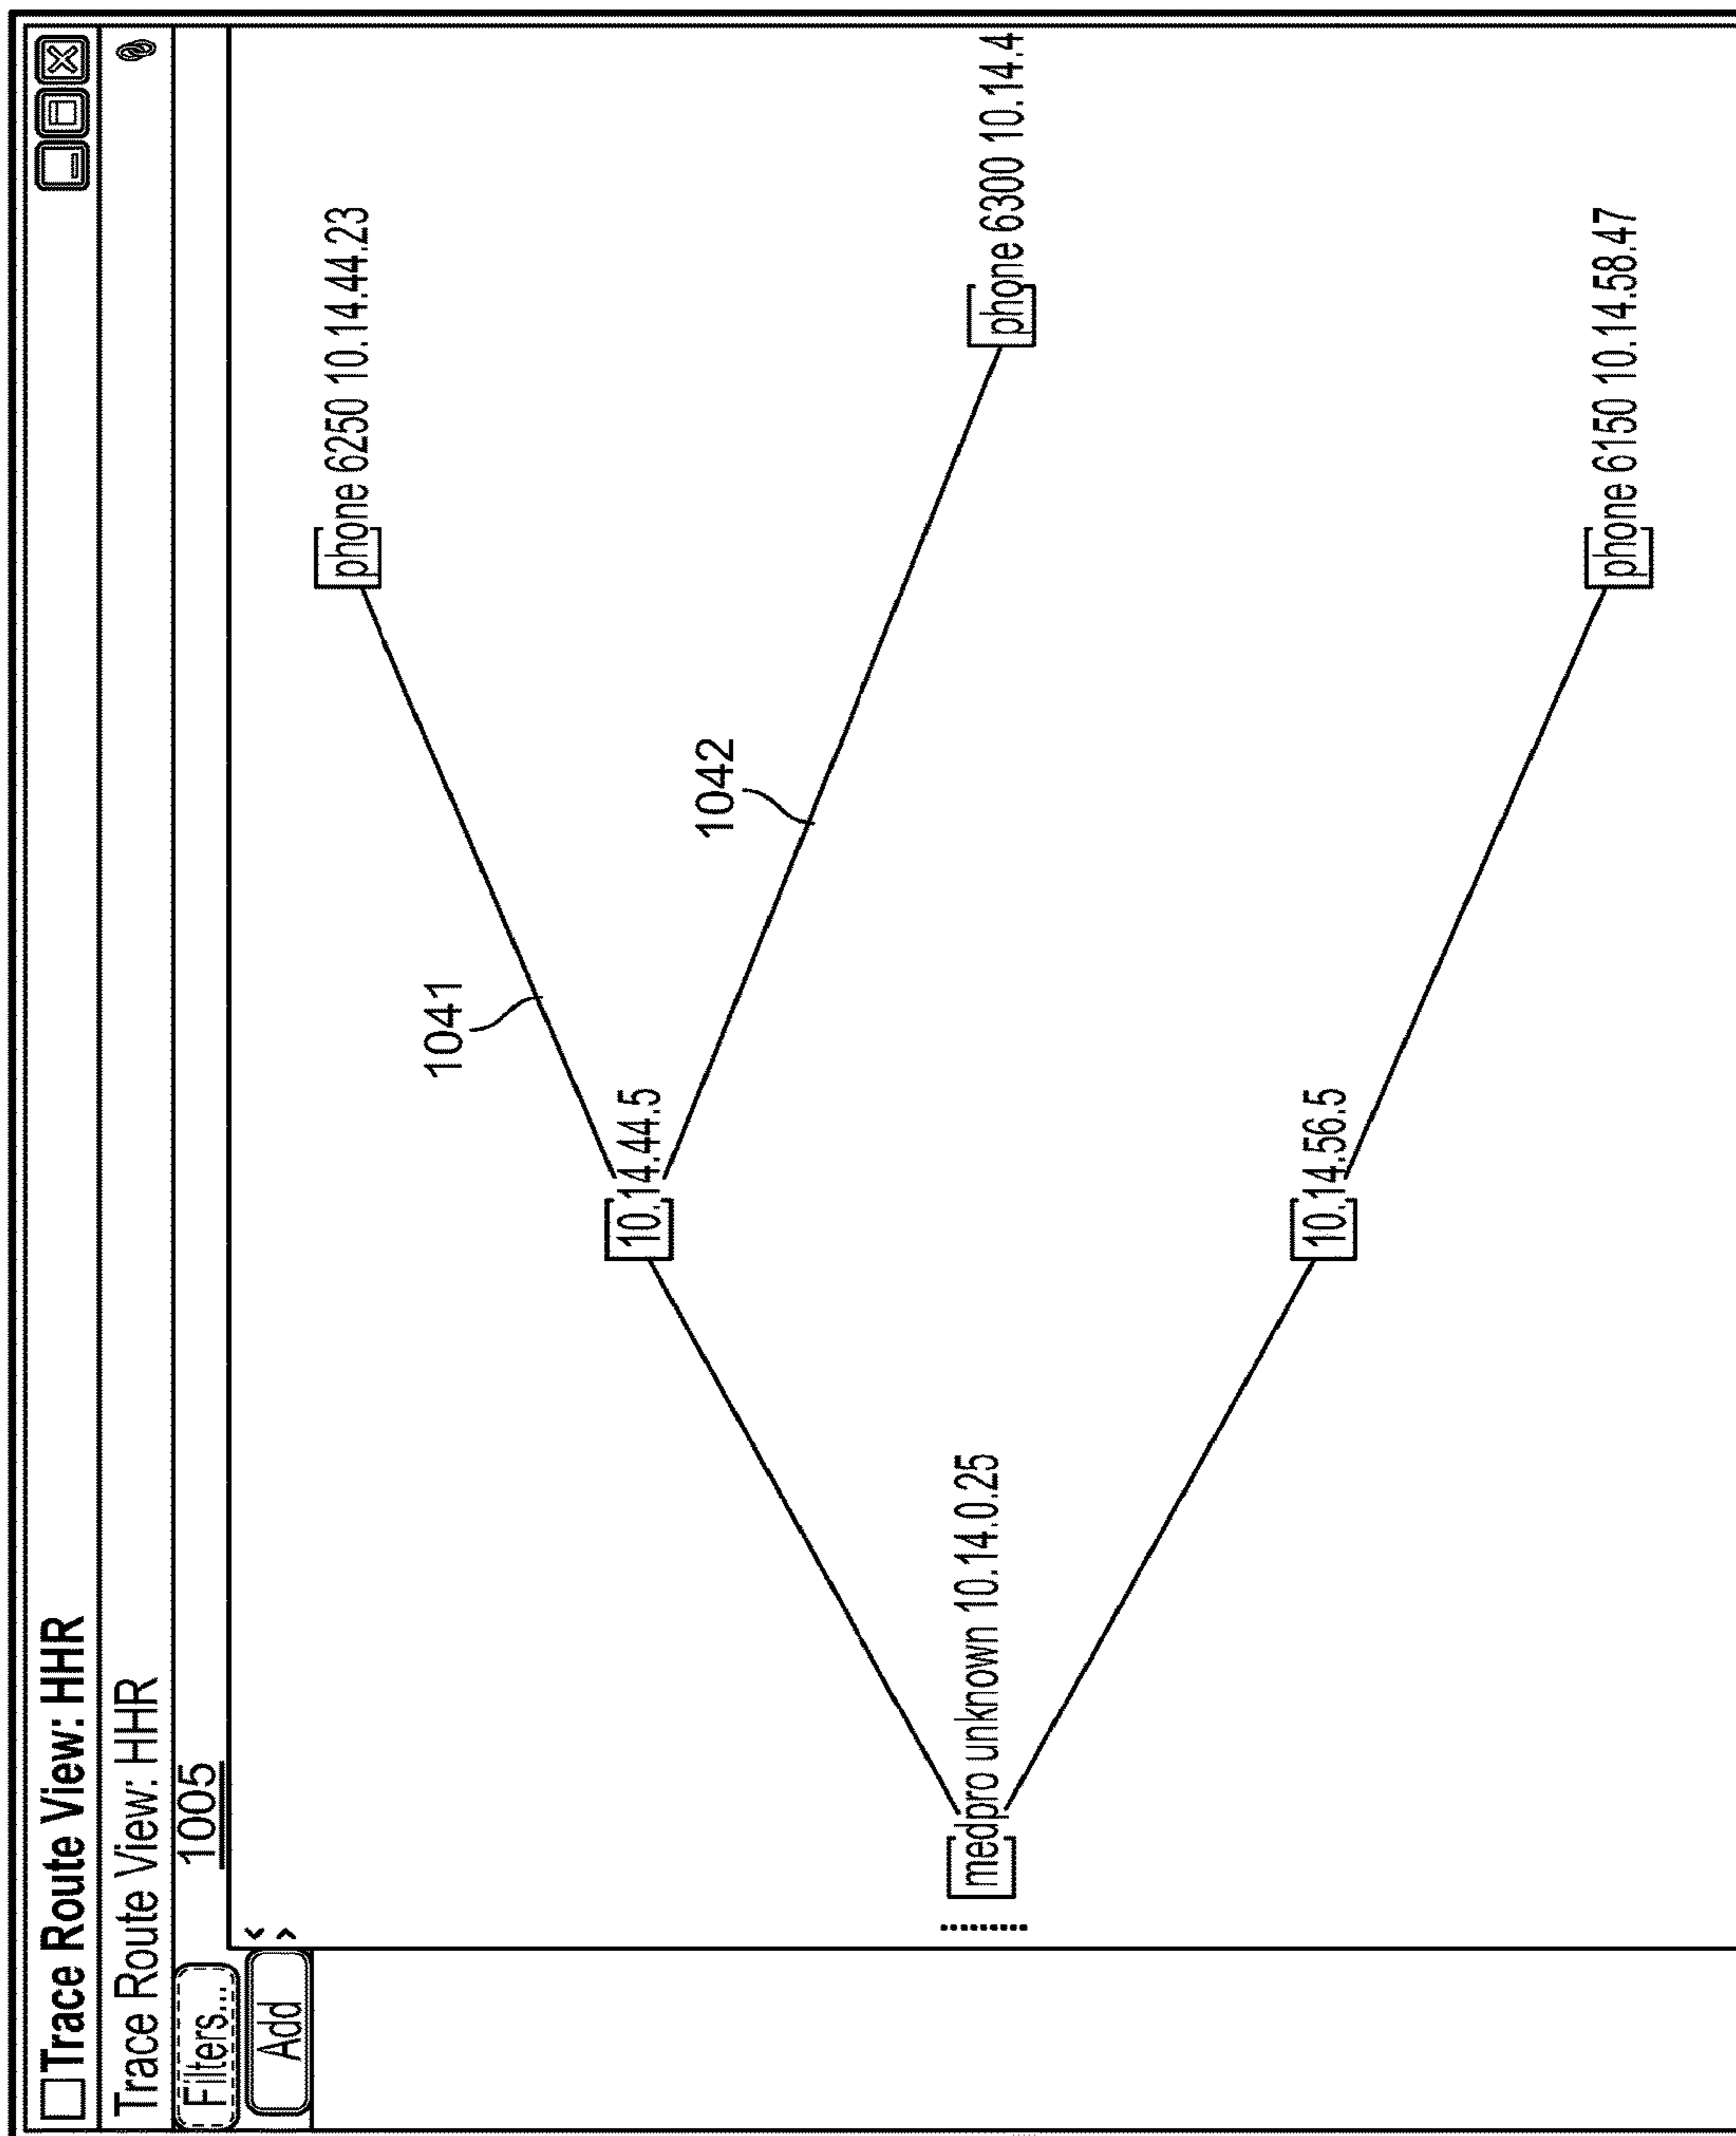 Trace Route View: HHR
Trace Route View: HHR
Filters...
1005
Add
phone 6250 10.14.44.23
1041
10.14.44.5
1042
medpro unknown 10.14.0.25
phone 6300 10.14.4
10.14.56.5
phone 6150 10.14.58.47